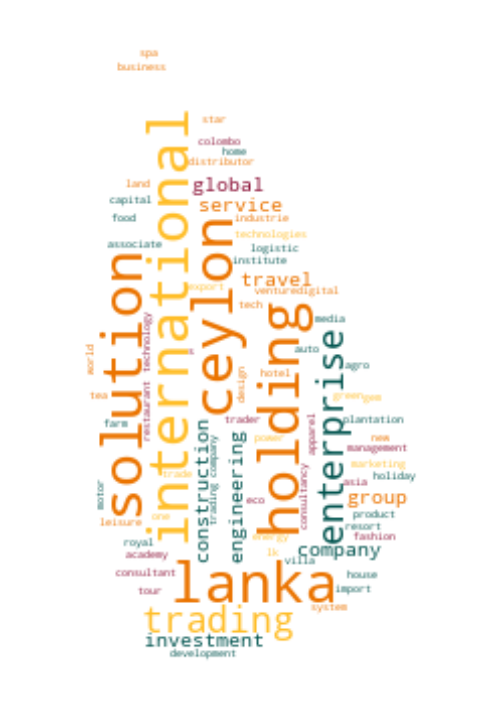 spa
business
international
star
colombo
home
distributor
land
global
capital
service
food
industrie
ceylon
technologies
associate
logistic
solution
institute
travel
export
venturedigital
tech
holding
technology
media
enterprise
world
s
auto
agro
design
hotel
restaurant
tea
greengem
farm
trader
apparel
plantation
construction
company
engineering
power
new
management
trade
consultancy
marketing
holiday
motor
trading
asia
eco
group
leisure
one
product
resort
energy
fashion
royal
academy
lk
company
villa
consultant
lanka
house
tour
import
system
trading
investment
development